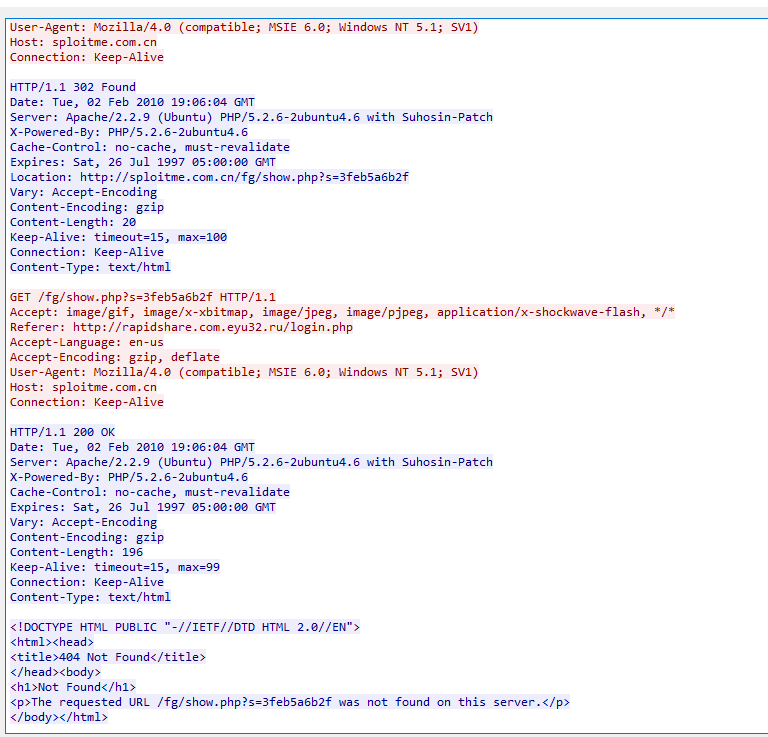 User-Agent: Mozilla/4.0 (compatible; MSIE 6.0; Windows NT 5.1; SV1)
Host: sploitme.com.cn
Connection: Keep-Alive
HTTP/1.1 302 Found
Date: Tue, 02 Feb 2010 19:06:04 GMT
Server: Apache/2.2.9 (Ubuntu) PHP/5.2.6-2ubuntu4.6 with Suhosin-Patch
X-Powered-By: PHP/5.2.6-2ubuntu4.6
Cache-Control: no-cache, must-revalidate
Expires: Sat, 26 Jul 1997 05:00:00 GMT
Location: http://sploitme.com.cn/fg/show.php?s=3feb5a6b2f
Vary: Accept-Encoding
Content-Encoding: gzip
Content-Length: 20
Keep-Alive: timeout=15, max=100
Connection: Keep-Alive
Content-Type: text/html
GET /fg/show.php?s=3feb5a6b2f HTTP/1.1
Accept: image/gif, image/x-xbitmap, image/jpeg, image/pjpeg, application/x-shockwave-flash, */*
Referer: http://rapidshare.com.eyu32.ru/login.php
Accept-Language: en-us
Accept-Encoding: gzip, deflate
User-Agent: Mozilla/4.0 (compatible; MSIE 6.0; Windows NT 5.1; SV1)
Host: sploitme.com.cn
Connection: Keep-Alive
HTTP/1.1 200 OK
Date: Tue, 02 Feb 2010 19:06:04 GMT
Server: Apache/2.2.9 (Ubuntu) PHP/5.2.6-2ubuntu4.6 with Suhosin-Patch
X-Powered-By: PHP/5.2.6-2ubuntu4.6
Cache-Control: no-cache, must-revalidate
Expires: Sat, 26 Jul 1997 05:00:00 GMT
Vary: Accept-Encoding
Content-Encoding: gzip
Content-Length: 196
Keep-Alive: timeout=15, max=99
Connection: Keep-Alive
Content-Type: text/html
<!DOCTYPE HTML PUBLIC "-//IETF//DTD HTML 2.0//EN">
<html><head>
<title>404 Not Found</title>
</head><body>
<h1>Not Found</h1>
<p>The requested URL /fg/show.php?s=3feb5a6b2f was not found on this server.</p>
</body></html>